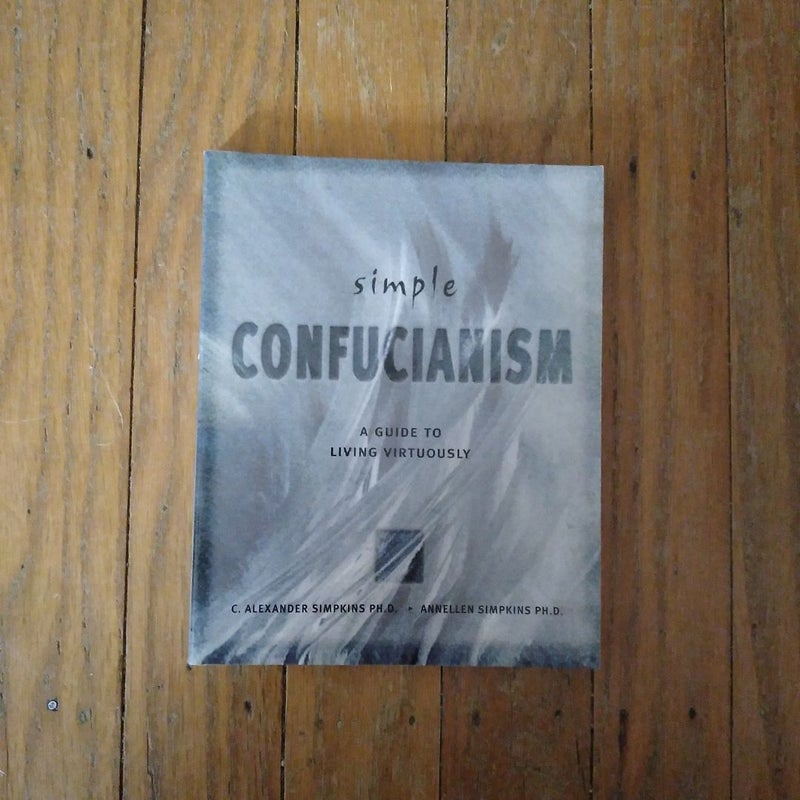 simple
CONFUCIANISM
A GUIDE TO
LIVING VIRTUOUSLY
C. ALEXANDER SIMPKINS PH.D. ▸ ANNELLEN SIMPKINS PH.D.